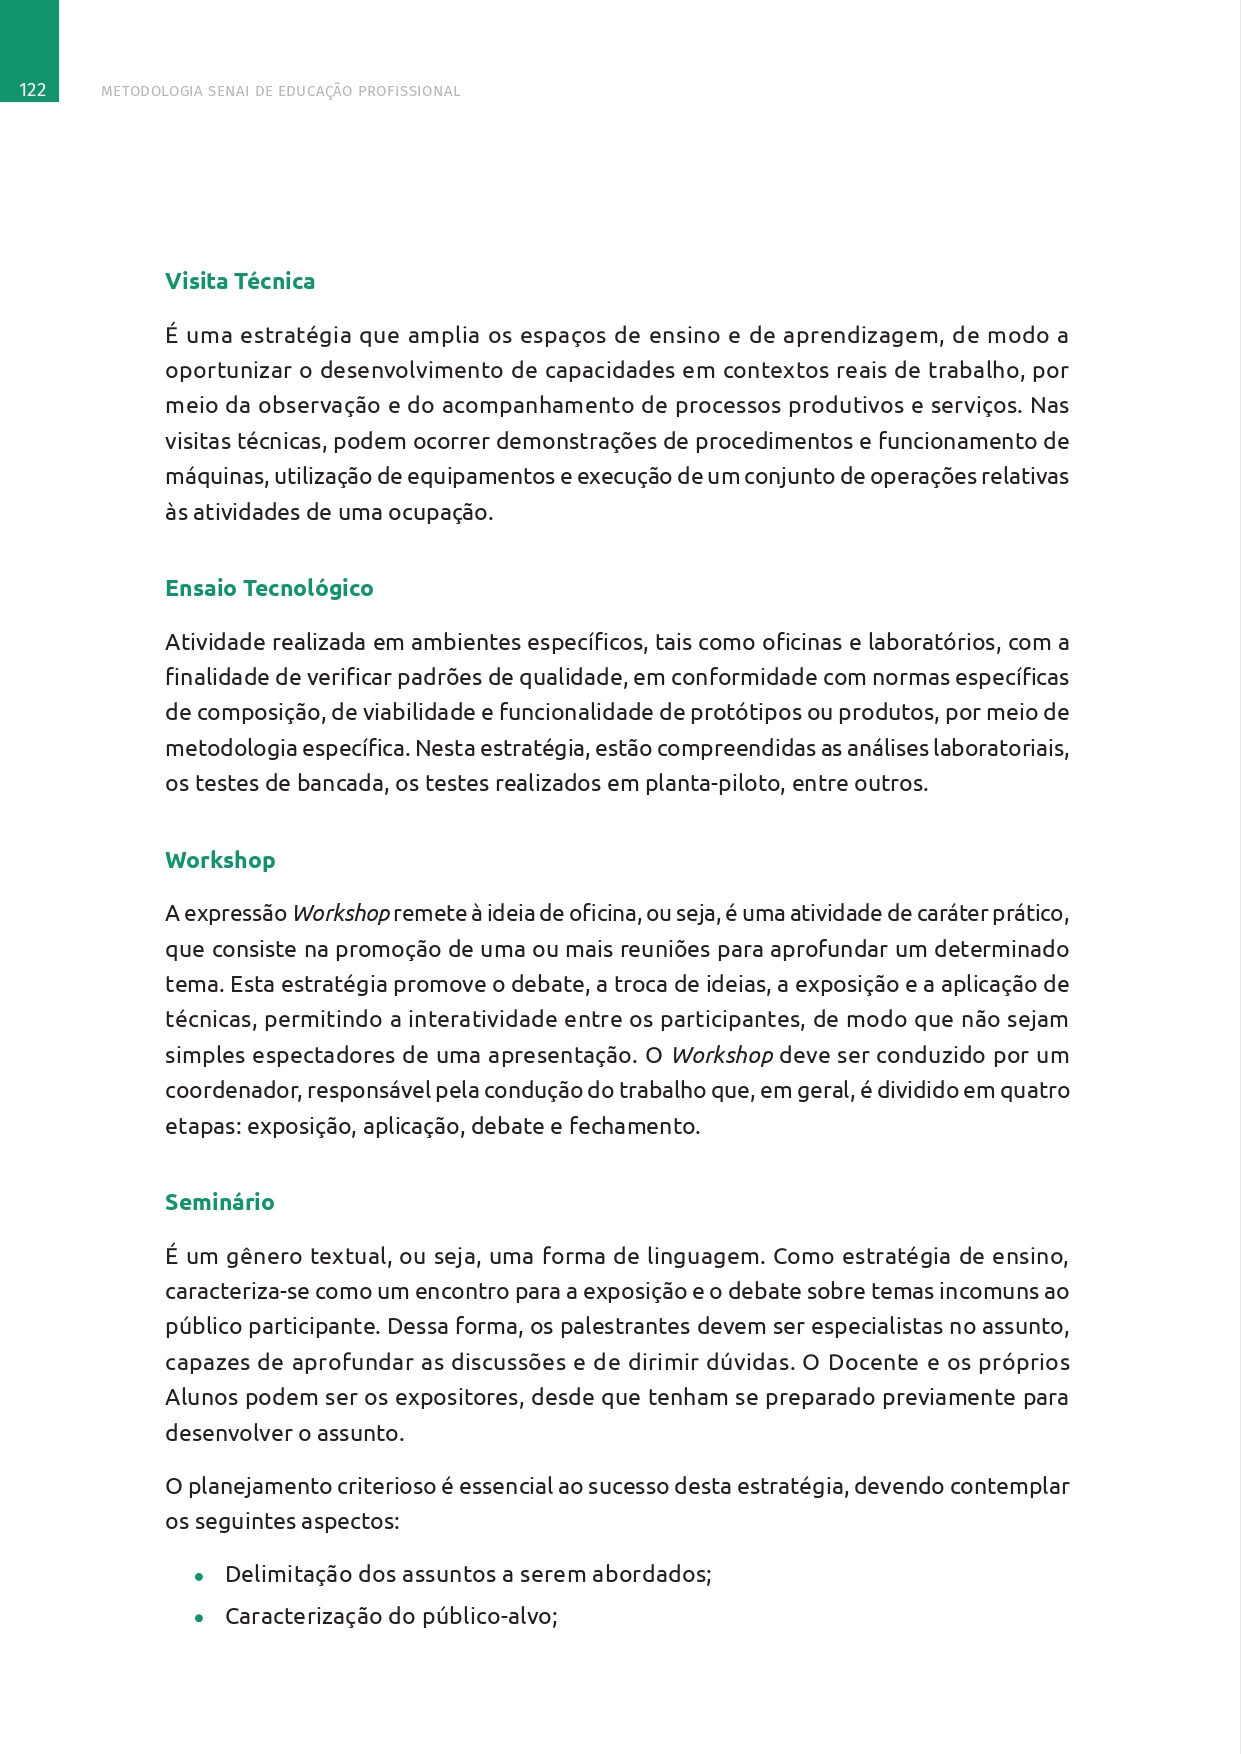 122
METODOLOGIA SENAI DE EDUCAÇÃO PROFISSIONAL
Visita Técnica
É uma estratégia que amplia os espaços de ensino e de aprendizagem, de modo a
oportunizar o desenvolvimento de capacidades em contextos reais de trabalho, por
meio da observação e do acompanhamento de processos produtivos e serviços. Nas
visitas técnicas, podem ocorrer demonstrações de procedimentos e funcionamento de
máquinas, utilização de equipamentos e execução de um conjunto de operações relativas
às atividades de uma ocupação.
Ensaio Tecnológico
Atividade realizada em ambientes específicos, tais como oficinas e laboratórios, com a
finalidade de verificar padrões de qualidade, em conformidade com normas específicas
de composição, de viabilidade e funcionalidade de protótipos ou produtos, por meio de
metodologia específica. Nesta estratégia, estão compreendidas as análises laboratoriais,
os testes de bancada, os testes realizados em planta-piloto, entre outros.
Workshop
A expressão Workshop remete à ideia de oficina, ou seja, é uma atividade de caráter prático,
que consiste na promoção de uma ou mais reuniões para aprofundar um determinado
tema. Esta estratégia promove o debate, a troca de ideias, a exposição e a aplicação de
técnicas, permitindo a interatividade entre os participantes, de modo que não sejam
simples espectadores de uma apresentação. O Workshop deve ser conduzido por um
coordenador, responsável pela condução do trabalho que, em geral, é dividido em quatro
etapas: exposição, aplicação, debate e fechamento.
Seminário
É um gênero textual, ou seja, uma forma de linguagem. Como estratégia de ensino,
caracteriza-se como um encontro para a exposição e o debate sobre temas incomuns ao
público participante. Dessa forma, os palestrantes devem ser especialistas no assunto,
capazes de aprofundar as discussões e de dirimir dúvidas. O Docente e os próprios
Alunos podem ser os expositores, desde que tenham se preparado previamente para
desenvolver o assunto.
O planejamento criterioso é essencial ao sucesso desta estratégia, devendo contemplar
os seguintes aspectos:
• Delimitação dos assuntos a serem abordados;
• Caracterização do público-alvo;